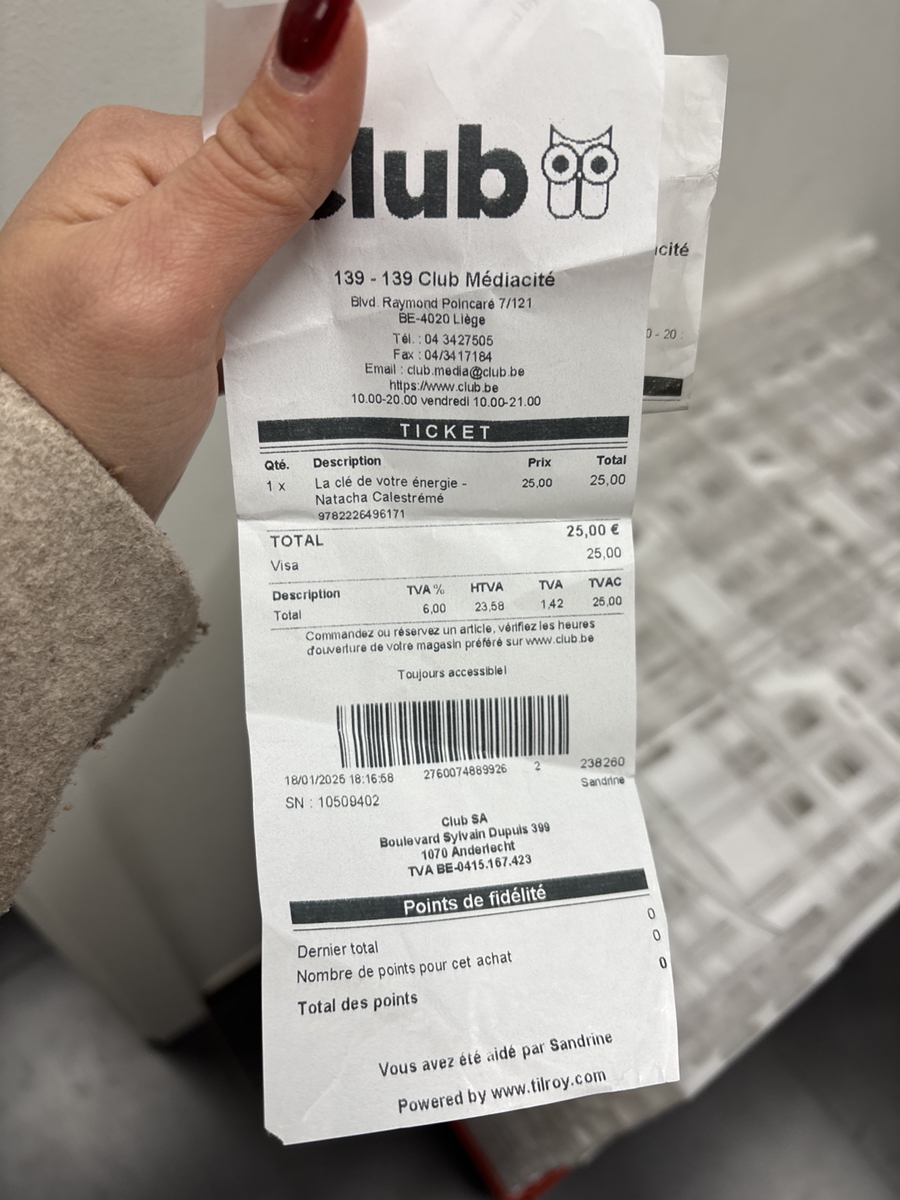 club
139 - 139 Club Médiacité
Blvd. Raymond Poincaré 7/121
BE-4020 Liège
Tél. : 04 3427505
Fax : 04/3417184
Email : club.media@club.be
https://www.club.be
10.00-20.00 vendredi 10.00-21.00
TICKET
Qté. Description Prix Total
1 x La clé de votre énergie - 25,00 25,00
Natacha Calestrémé
9782226496171
TOTAL 25,00 €
Visa 25,00
Description TVA % HTVA TVA TVAC
Total 6,00 23,58 1,42 25,00
Commandez ou réservez un article, vérifiez les heures
d'ouverture de votre magasin préféré sur www.club.be
Toujours accessible!
18/01/2025 18:16:58 2760074889926 2 238260
SN : 10509402 Sandrine
Club SA
Boulevard Sylvain Dupuis 399
1070 Anderlecht
TVA BE-0415.167.423
Points de fidélité
Dernier total 0
Nombre de points pour cet achat 0
Total des points 0
Vous avez été aidé par Sandrine
Powered by www.tilroy.com